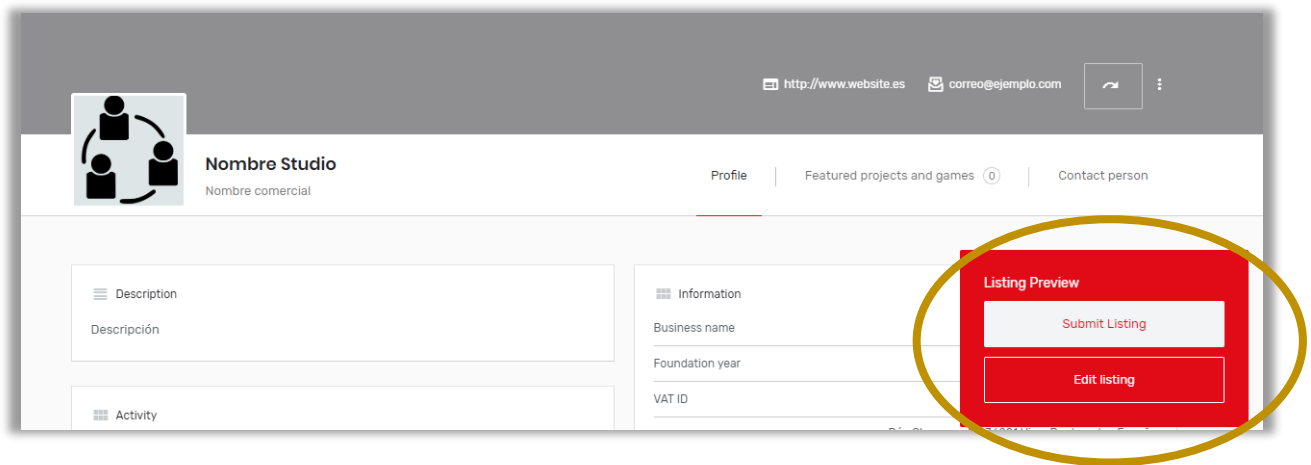 http://www.website.es correo@ejemplo.com
Nombre Studio
Nombre comercial
Profile Featured projects and games 0 Contact person
Listing Preview
Submit Listing
Edit listing
Description
Descripción
Activity
Information
Business name
Foundation year
VAT ID